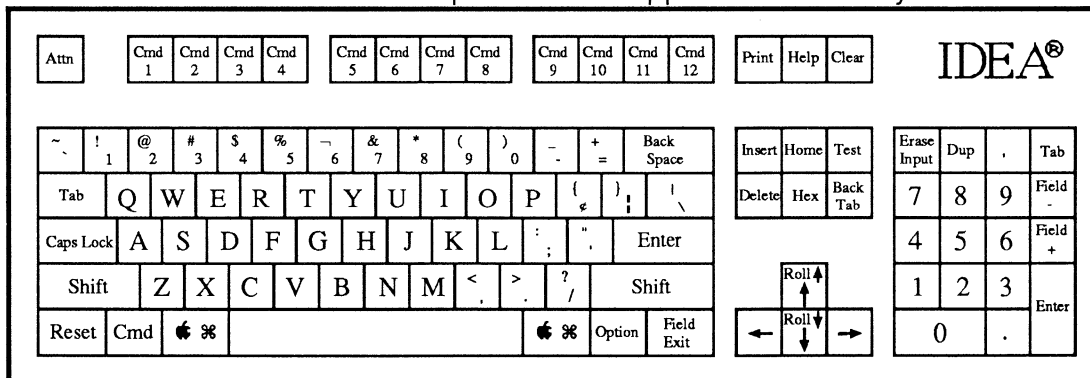 Attn Cmd 1 Cmd 2 Cmd 3 Cmd 4 Cmd 5 Cmd 6 Cmd 7 Cmd 8 Cmd 9 Cmd 10 Cmd 11 Cmd 12 Print Help Clear IDEA®
~ ` ! 1 @ 2 # 3 $ 4 % 5 ¬ 6 & 7 * 8 ( 9 ) 0 _ - + = Back Space Insert Home Test Erase Input Dup , Tab
Tab Q W E R T Y U I O P { ¢ } ¦ | \ Delete Hex Back Tab 7 8 9 Field -
Caps Lock A S D F G H J K L : ; " ' Enter 4 5 6 Field +
Shift Z X C V B N M < , > . ? / Shift Roll 1 2 3 Enter
Reset Cmd ⌘ ⌘ Option Field Exit ← Roll ↓ → 0 .